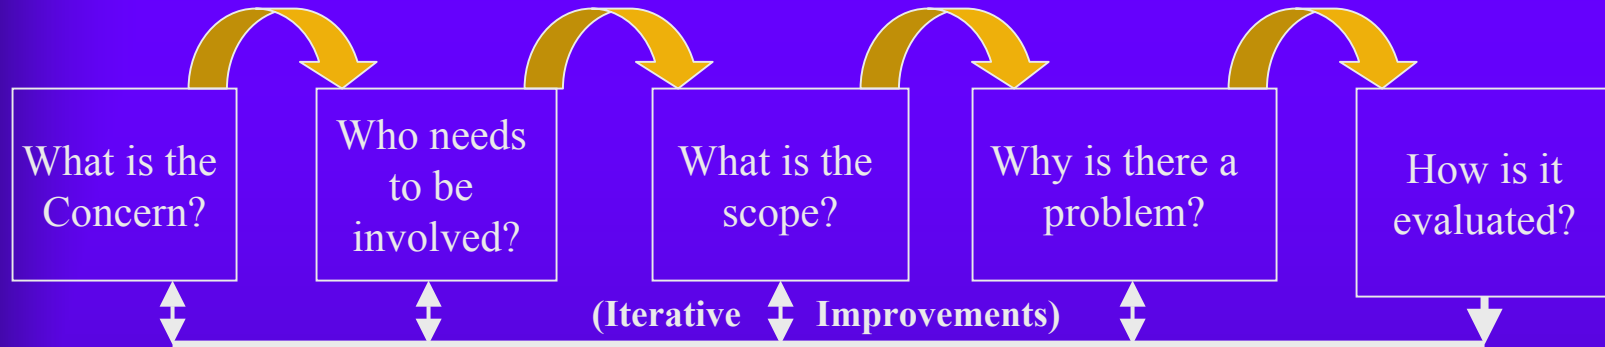 What is the
Concern?
Who needs
to be
involved?
What is the
scope?
Why is there a
problem?
How is it
evaluated?
(Iterative Improvements)